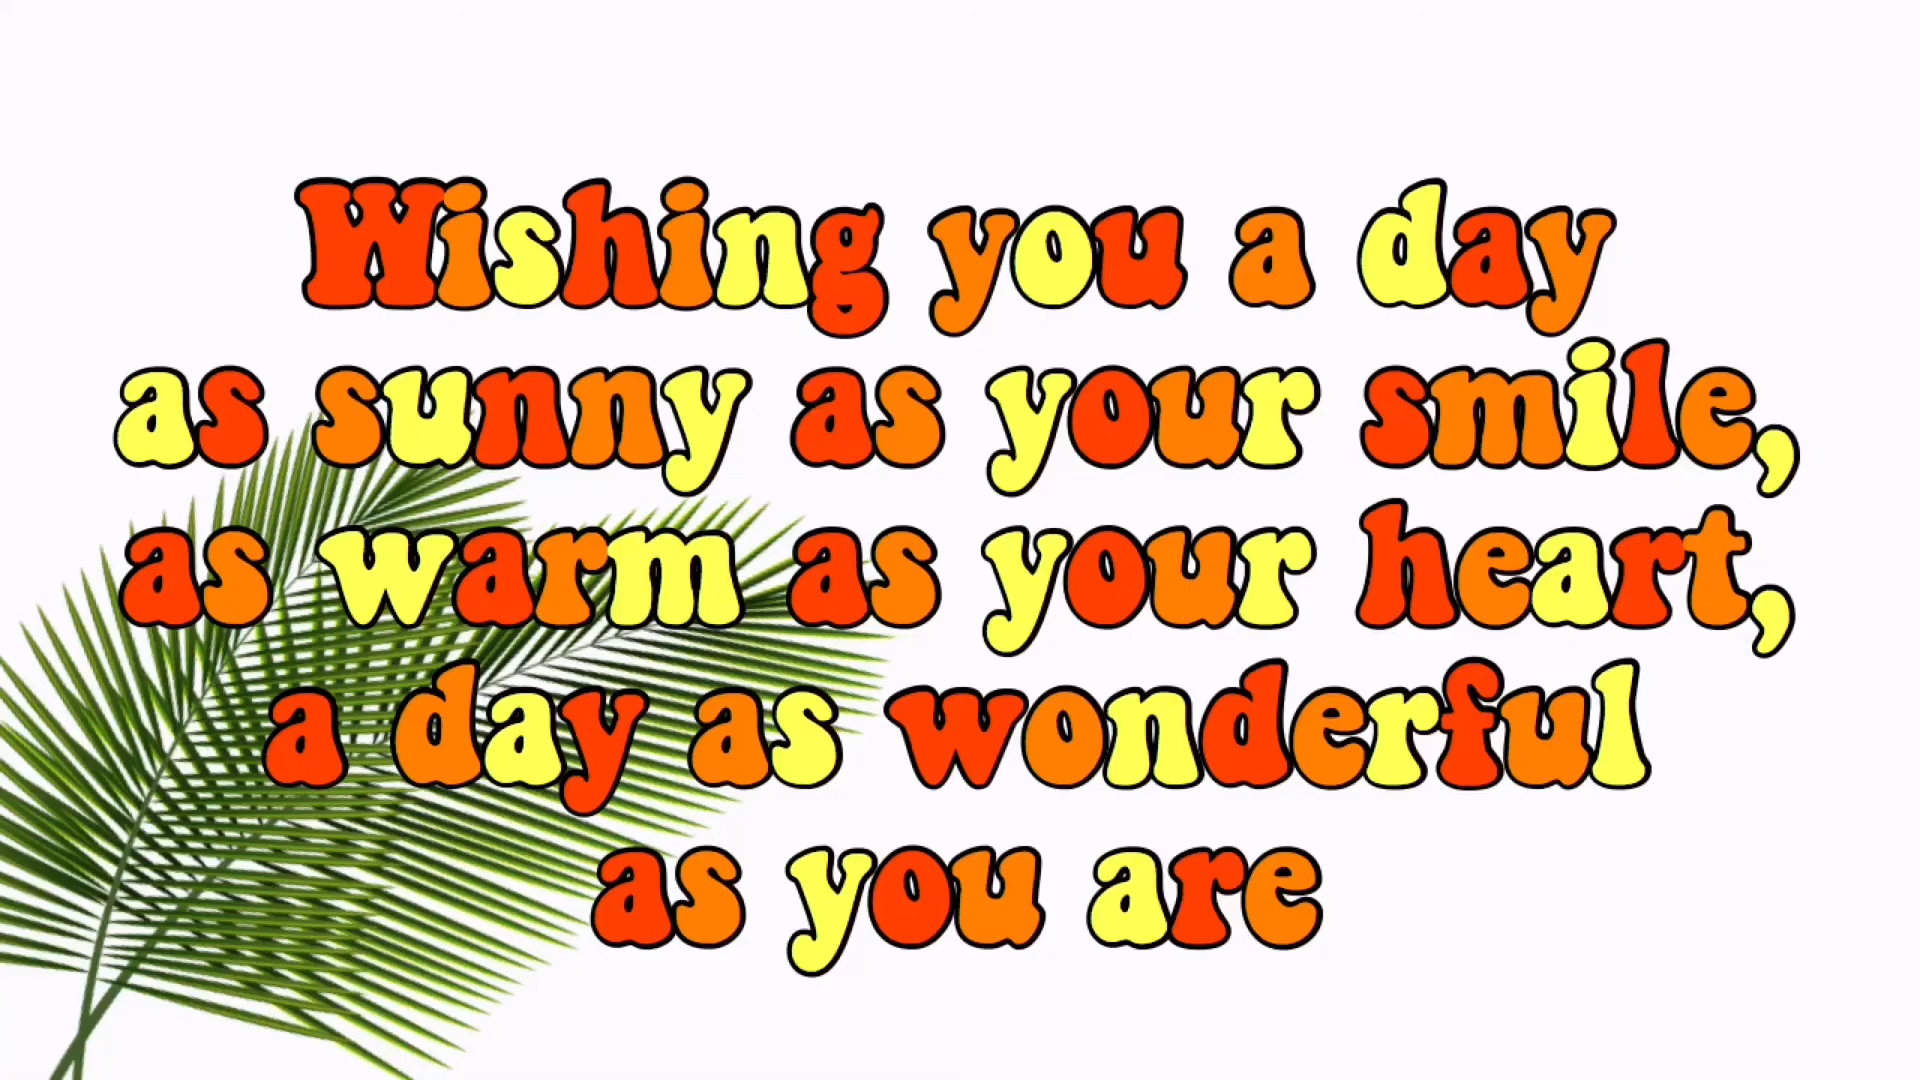 Wishing you a day
as sunny as your smile,
as warm as your heart,
a day as wonderful
as you are